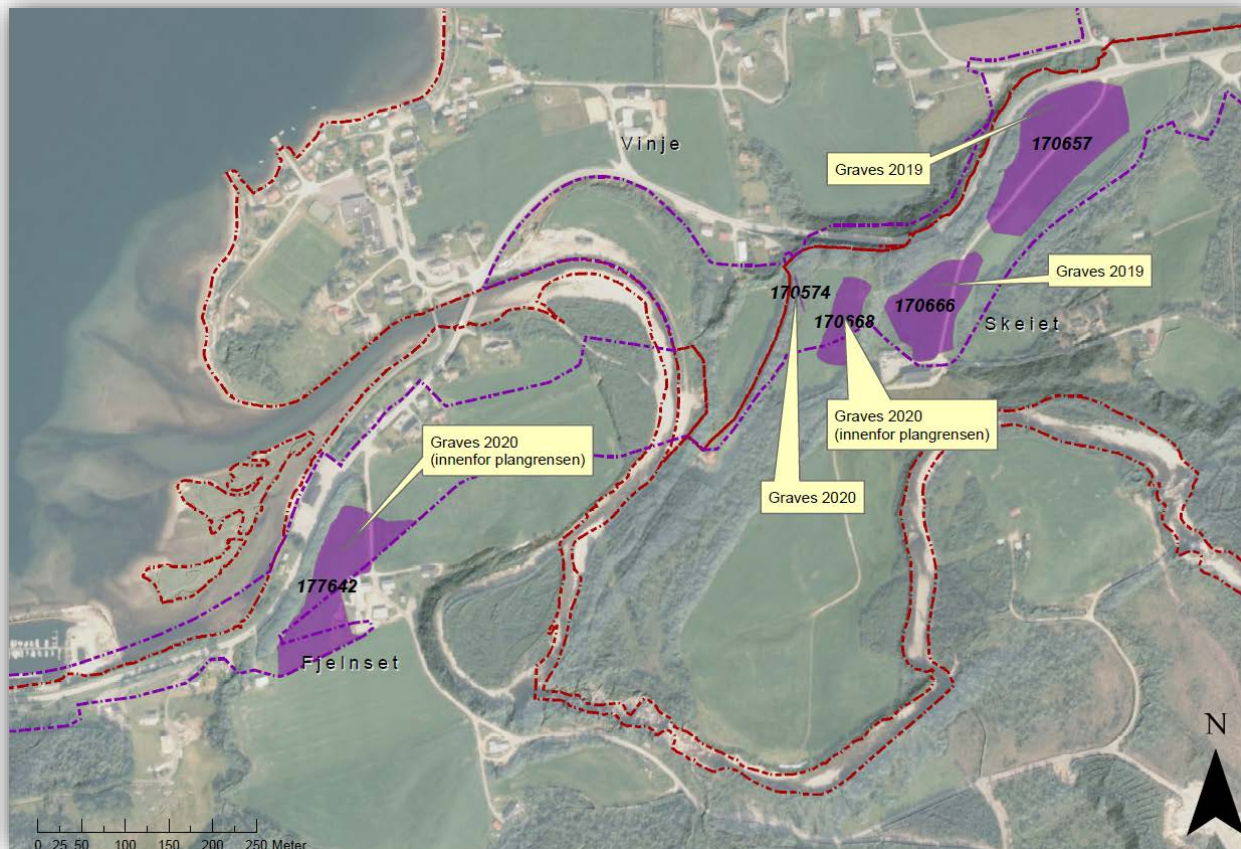 Vinje
170657
Graves 2019
Graves 2019
170574
170666
170668
Skeiet
Graves 2020
(innenfor plangrensen)
Graves 2020
(innenfor plangrensen)
Graves 2020
177642
Fjelnset
N
0 25 50 100 150 200 250 Meter